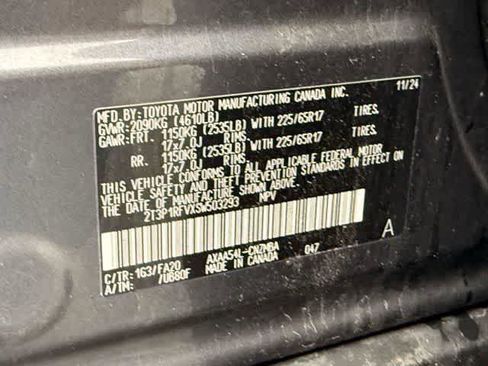 MFD.BY:TOYOTA MOTOR MANUFACTURING CANADA INC. 11/24
GVWR:2090KG (4610LB)
GAWR:FRT. 1150KG (2535LB) WITH 225/65R17 TIRES.
17x7.0J RIMS.
RR. 1150KG (2535LB) WITH 225/65R17 TIRES.
17x7.0J RIMS.
THIS VEHICLE CONFORMS TO ALL APPLICABLE FEDERAL MOTOR
VEHICLE SAFETY AND THEFT PREVENTION STANDARDS IN EFFECT ON
THE DATE OF MANUFACTURE SHOWN ABOVE.
2T3P1RFVXSW503293 MPV
C/TR:1G3/FA20 AXAA54L-CNZMBA 047 A
A/TM: /UB80F MADE IN CANADA